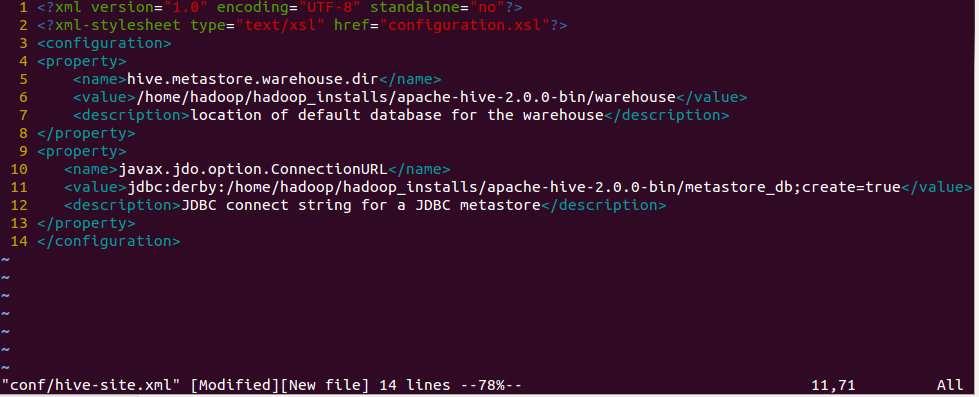 1 <?xml version="1.0" encoding="UTF-8" standalone="no"?>
2 <?xml-stylesheet type="text/xsl" href="configuration.xsl"?>
3 <configuration>
4 <property>
5     <name>hive.metastore.warehouse.dir</name>
6     <value>/home/hadoop/hadoop_installs/apache-hive-2.0.0-bin/warehouse</value>
7     <description>location of default database for the warehouse</description>
8 </property>
9 <property>
10    <name>javax.jdo.option.ConnectionURL</name>
11    <value>jdbc:derby:/home/hadoop/hadoop_installs/apache-hive-2.0.0-bin/metastore_db;create=true</value>
12    <description>JDBC connect string for a JDBC metastore</description>
13 </property>
14 </configuration>
~
~
~
~
~
~
~
"conf/hive-site.xml" [Modified][New file] 14 lines --78%-- 11,71 All